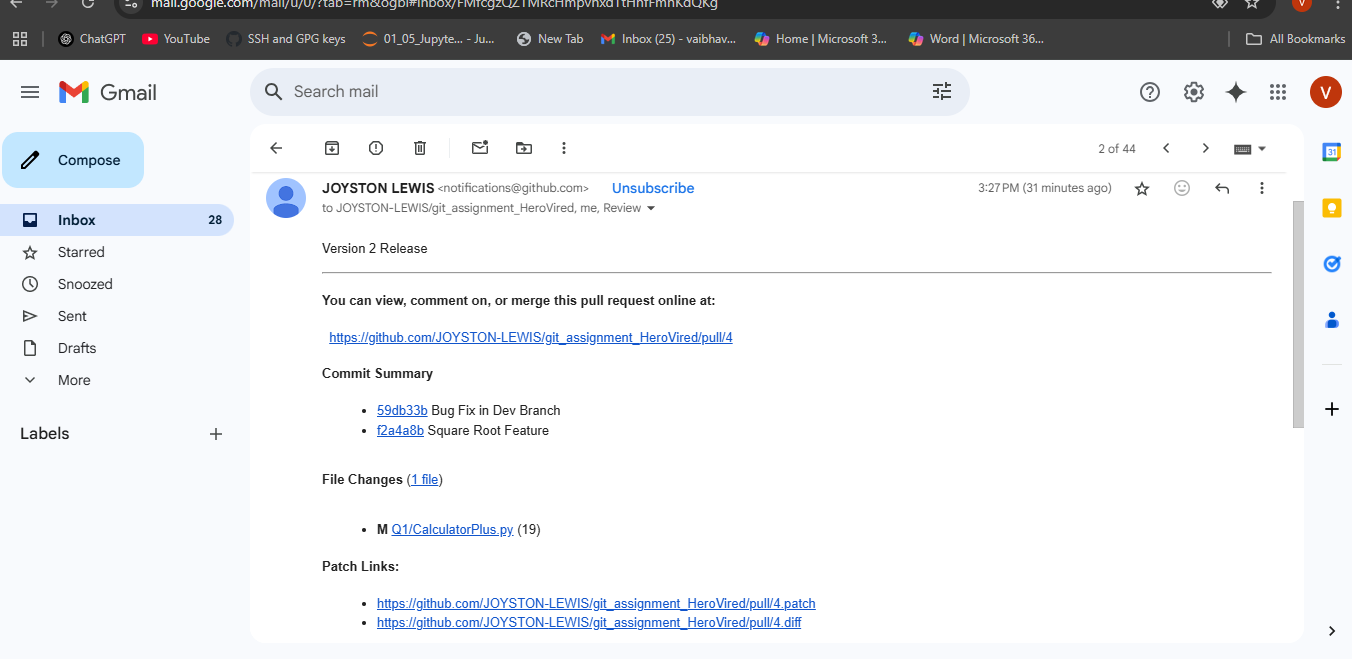 mail.google.com/mail/u/0/?tab=rm&ogbl#inbox/
ChatGPT YouTube SSH and GPG keys 01_05_Jupyte... - Ju... New Tab Inbox (25) - vaibhav... Home | Microsoft 3... Word | Microsoft 36... All Bookmarks
Gmail
Search mail
V
Compose
2 of 44
Inbox 28
Starred
Snoozed
Sent
Drafts
More
Labels
JOYSTON LEWIS <notifications@github.com> Unsubscribe 3:27 PM (31 minutes ago)
to JOYSTON-LEWIS/git_assignment_HeroVired, me, Review
Version 2 Release
You can view, comment on, or merge this pull request online at:
https://github.com/JOYSTON-LEWIS/git_assignment_HeroVired/pull/4
Commit Summary
• 59db33b Bug Fix in Dev Branch
• f2a4a8b Square Root Feature
File Changes (1 file)
• M Q1/CalculatorPlus.py (19)
Patch Links:
• https://github.com/JOYSTON-LEWIS/git_assignment_HeroVired/pull/4.patch
• https://github.com/JOYSTON-LEWIS/git_assignment_HeroVired/pull/4.diff
31